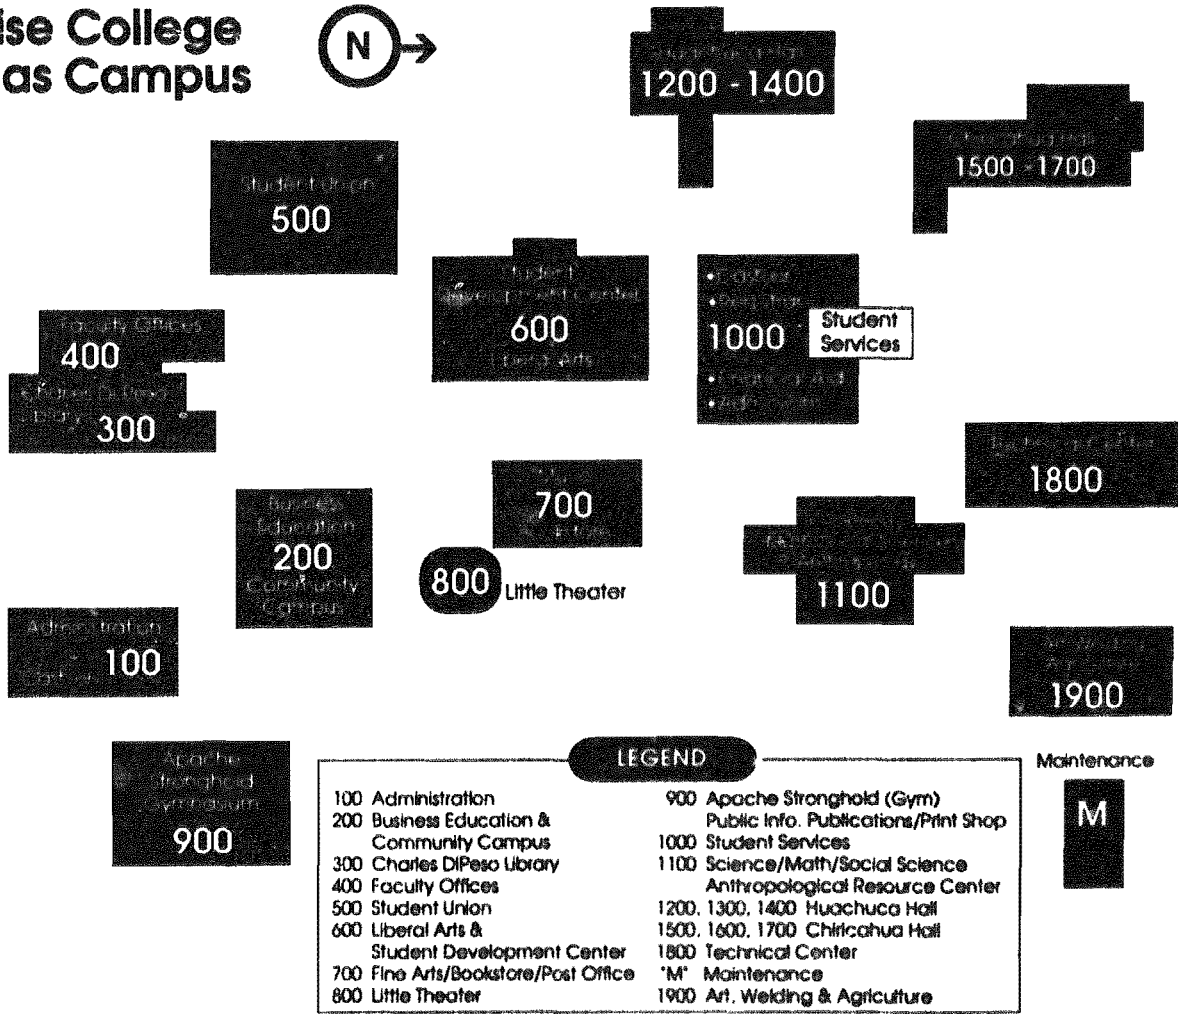 ise College
as Campus
N
1200 - 1400
1500 - 1700
Student Union
500
Student
Development Center
600
Liberal Arts
1000
Student
Services
Faculty Offices
400
300
1800
700
Business
Education
200
Community
Campus
800
Little Theater
1100
Administration
100
1900
Apache
Stronghold
Gymnasium
900
Maintenance
M
LEGEND
100 Administration
200 Business Education &
Community Campus
300 Charles DiPeso Library
400 Faculty Offices
500 Student Union
600 Liberal Arts &
Student Development Center
700 Fine Arts/Bookstore/Post Office
800 Little Theater
900 Apache Stronghold (Gym)
Public Info. Publications/Print Shop
1000 Student Services
1100 Science/Math/Social Science
Anthropological Resource Center
1200, 1300, 1400 Huachuca Hall
1500, 1600, 1700 Chiricahua Hall
1800 Technical Center
"M" Maintenance
1900 Art, Welding & Agriculture